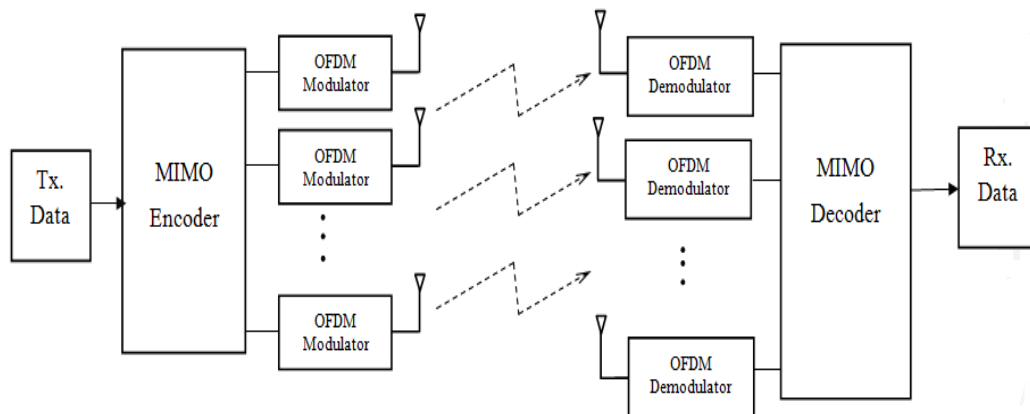 Tx.
Data
MIMO
Encoder
OFDM
Modulator
OFDM
Modulator
OFDM
Modulator
OFDM
Demodulator
OFDM
Demodulator
OFDM
Demodulator
MIMO
Decoder
Rx.
Data